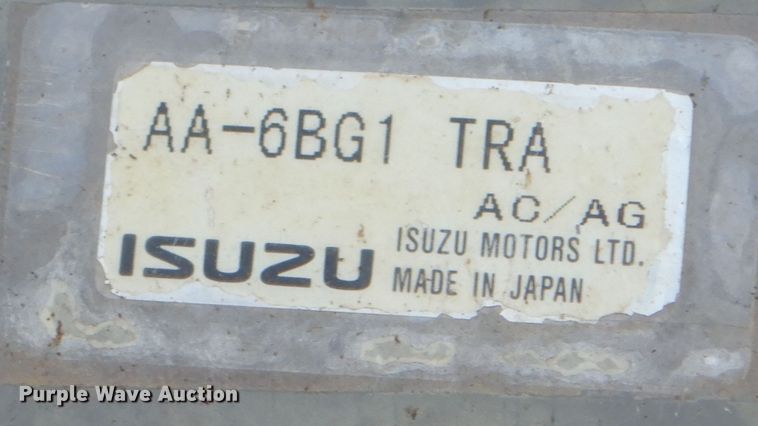 AA-6BG1 TRA
AC/AG
ISUZU
ISUZU MOTORS LTD.
MADE IN JAPAN
Purple Wave Auction